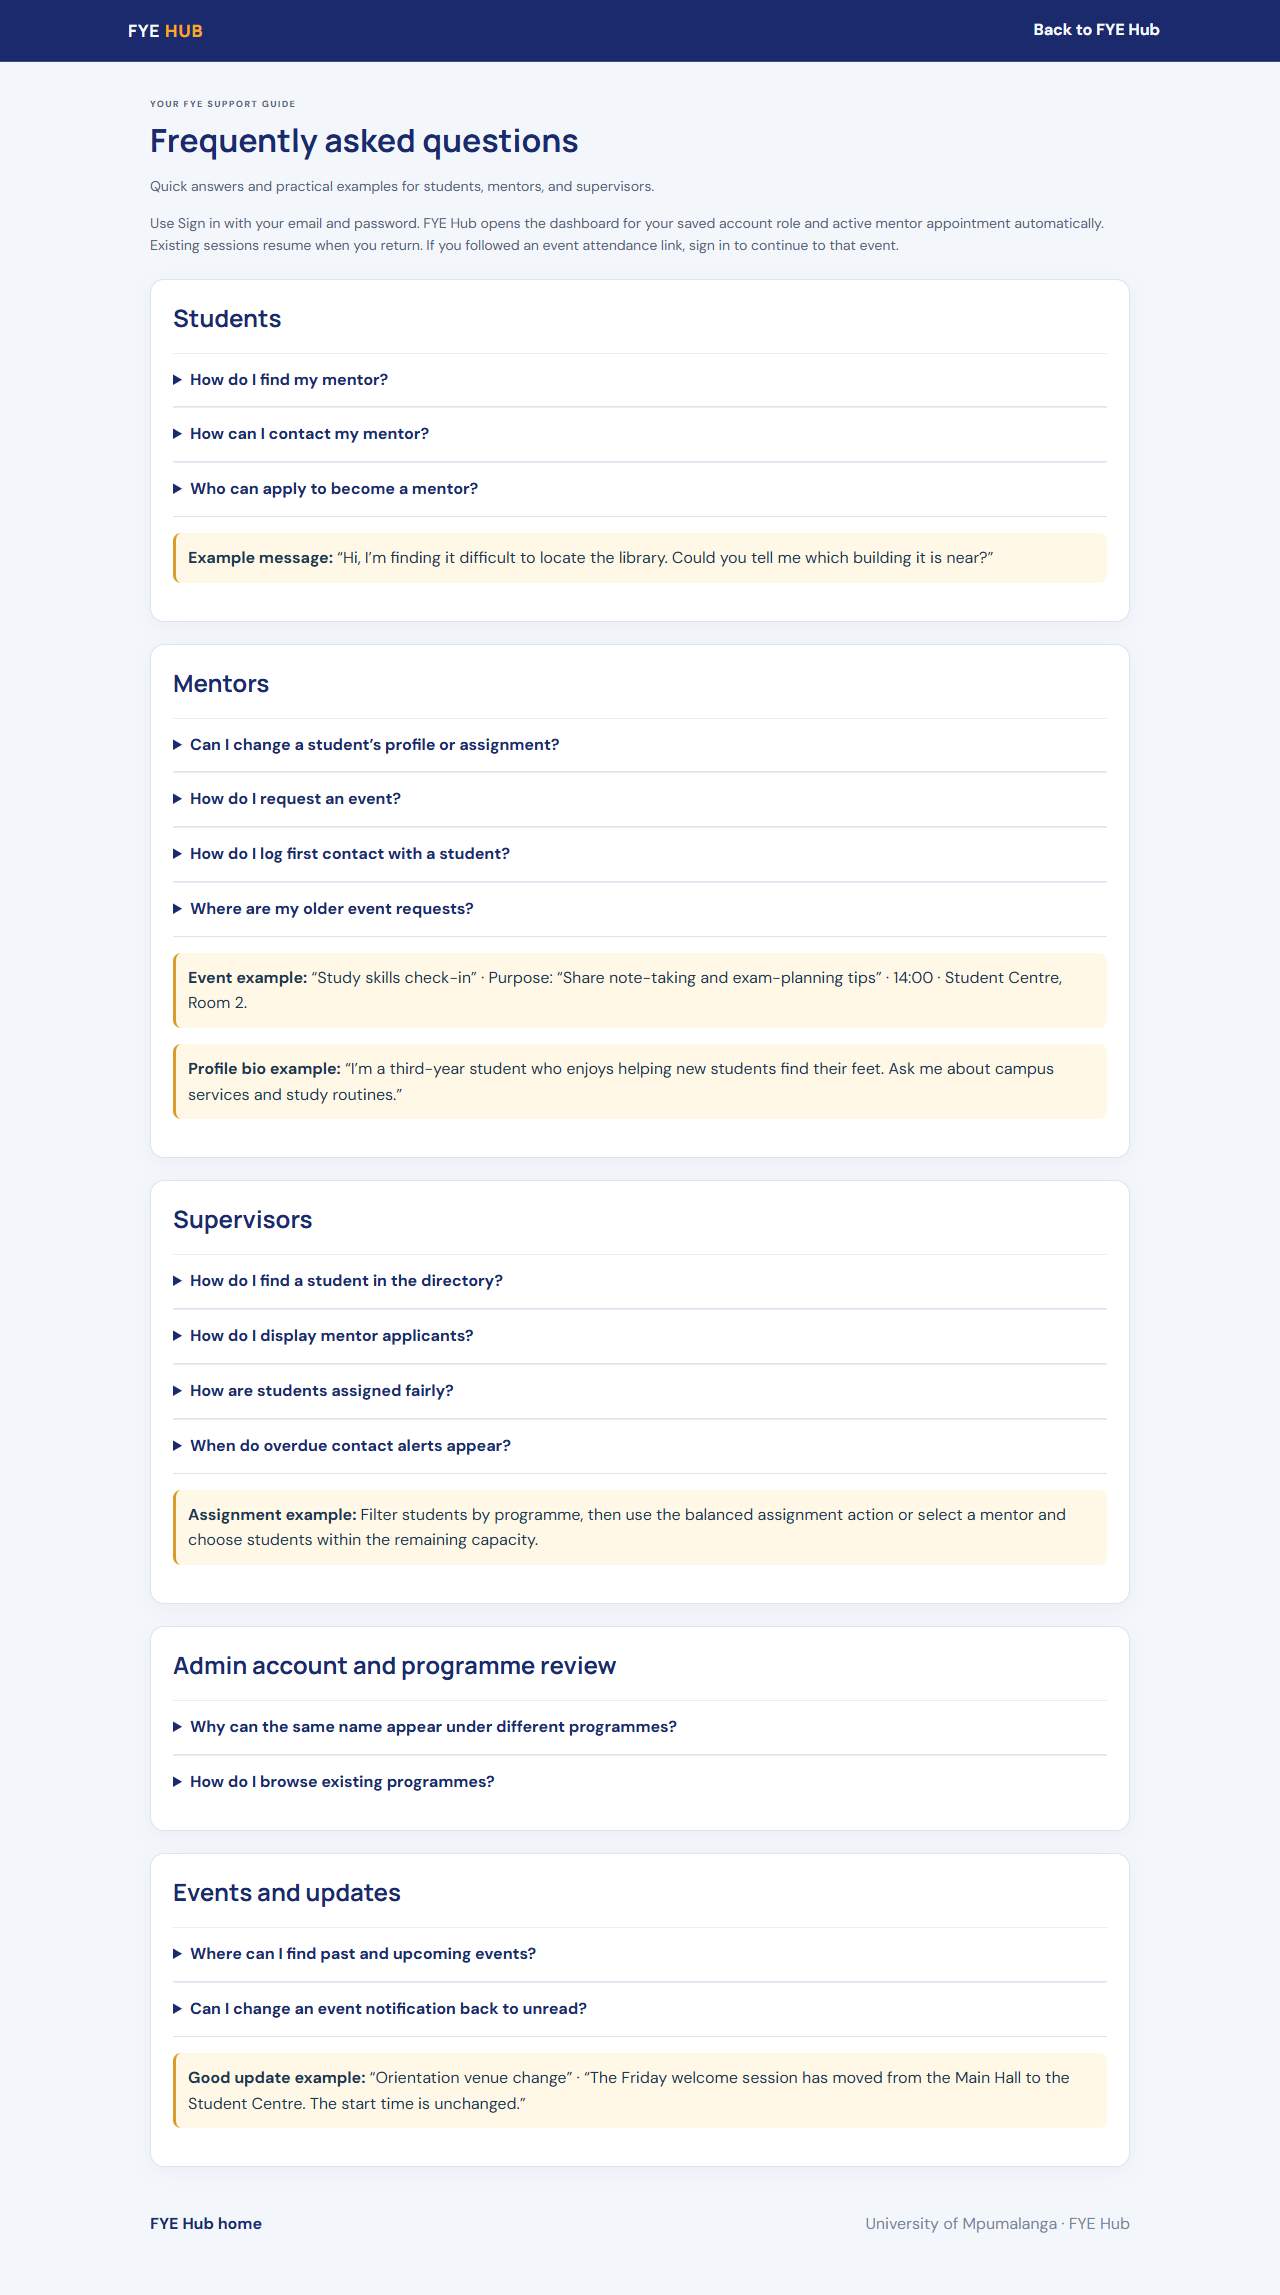 FYE HUB
Back to FYE Hub
YOUR FYE SUPPORT GUIDE
Frequently asked questions
Quick answers and practical examples for students, mentors, and supervisors.
Use Sign in with your email and password. FYE Hub opens the dashboard for your saved account role and active mentor appointment automatically.
Existing sessions resume when you return. If you followed an event attendance link, sign in to continue to that event.
Students
How do I find my mentor?
How can I contact my mentor?
Who can apply to become a mentor?
Example message: “Hi, I’m finding it difficult to locate the library. Could you tell me which building it is near?”
Mentors
Can I change a student’s profile or assignment?
How do I request an event?
How do I log first contact with a student?
Where are my older event requests?
Event example: “Study skills check-in” · Purpose: “Share note-taking and exam-planning tips” · 14:00 · Student Centre,
Room 2.
Profile bio example: “I’m a third-year student who enjoys helping new students find their feet. Ask me about campus
services and study routines.”
Supervisors
How do I find a student in the directory?
How do I display mentor applicants?
How are students assigned fairly?
When do overdue contact alerts appear?
Assignment example: Filter students by programme, then use the balanced assignment action or select a mentor and
choose students within the remaining capacity.
Admin account and programme review
Why can the same name appear under different programmes?
How do I browse existing programmes?
Events and updates
Where can I find past and upcoming events?
Can I change an event notification back to unread?
Good update example: “Orientation venue change” · “The Friday welcome session has moved from the Main Hall to the
Student Centre. The start time is unchanged.”
FYE Hub home
University of Mpumalanga · FYE Hub